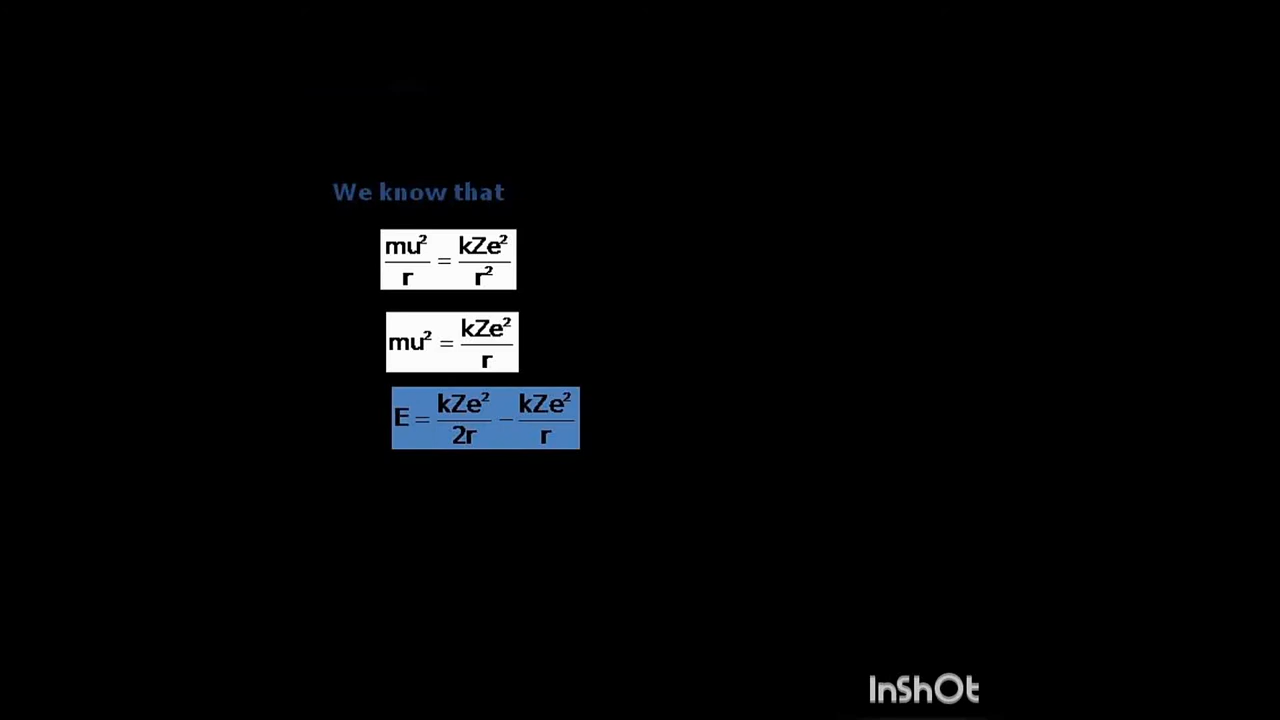 We know that
mu²/r = kZe²/r²
mu² = kZe²/r
E = kZe²/2r − kZe²/r
InShOt